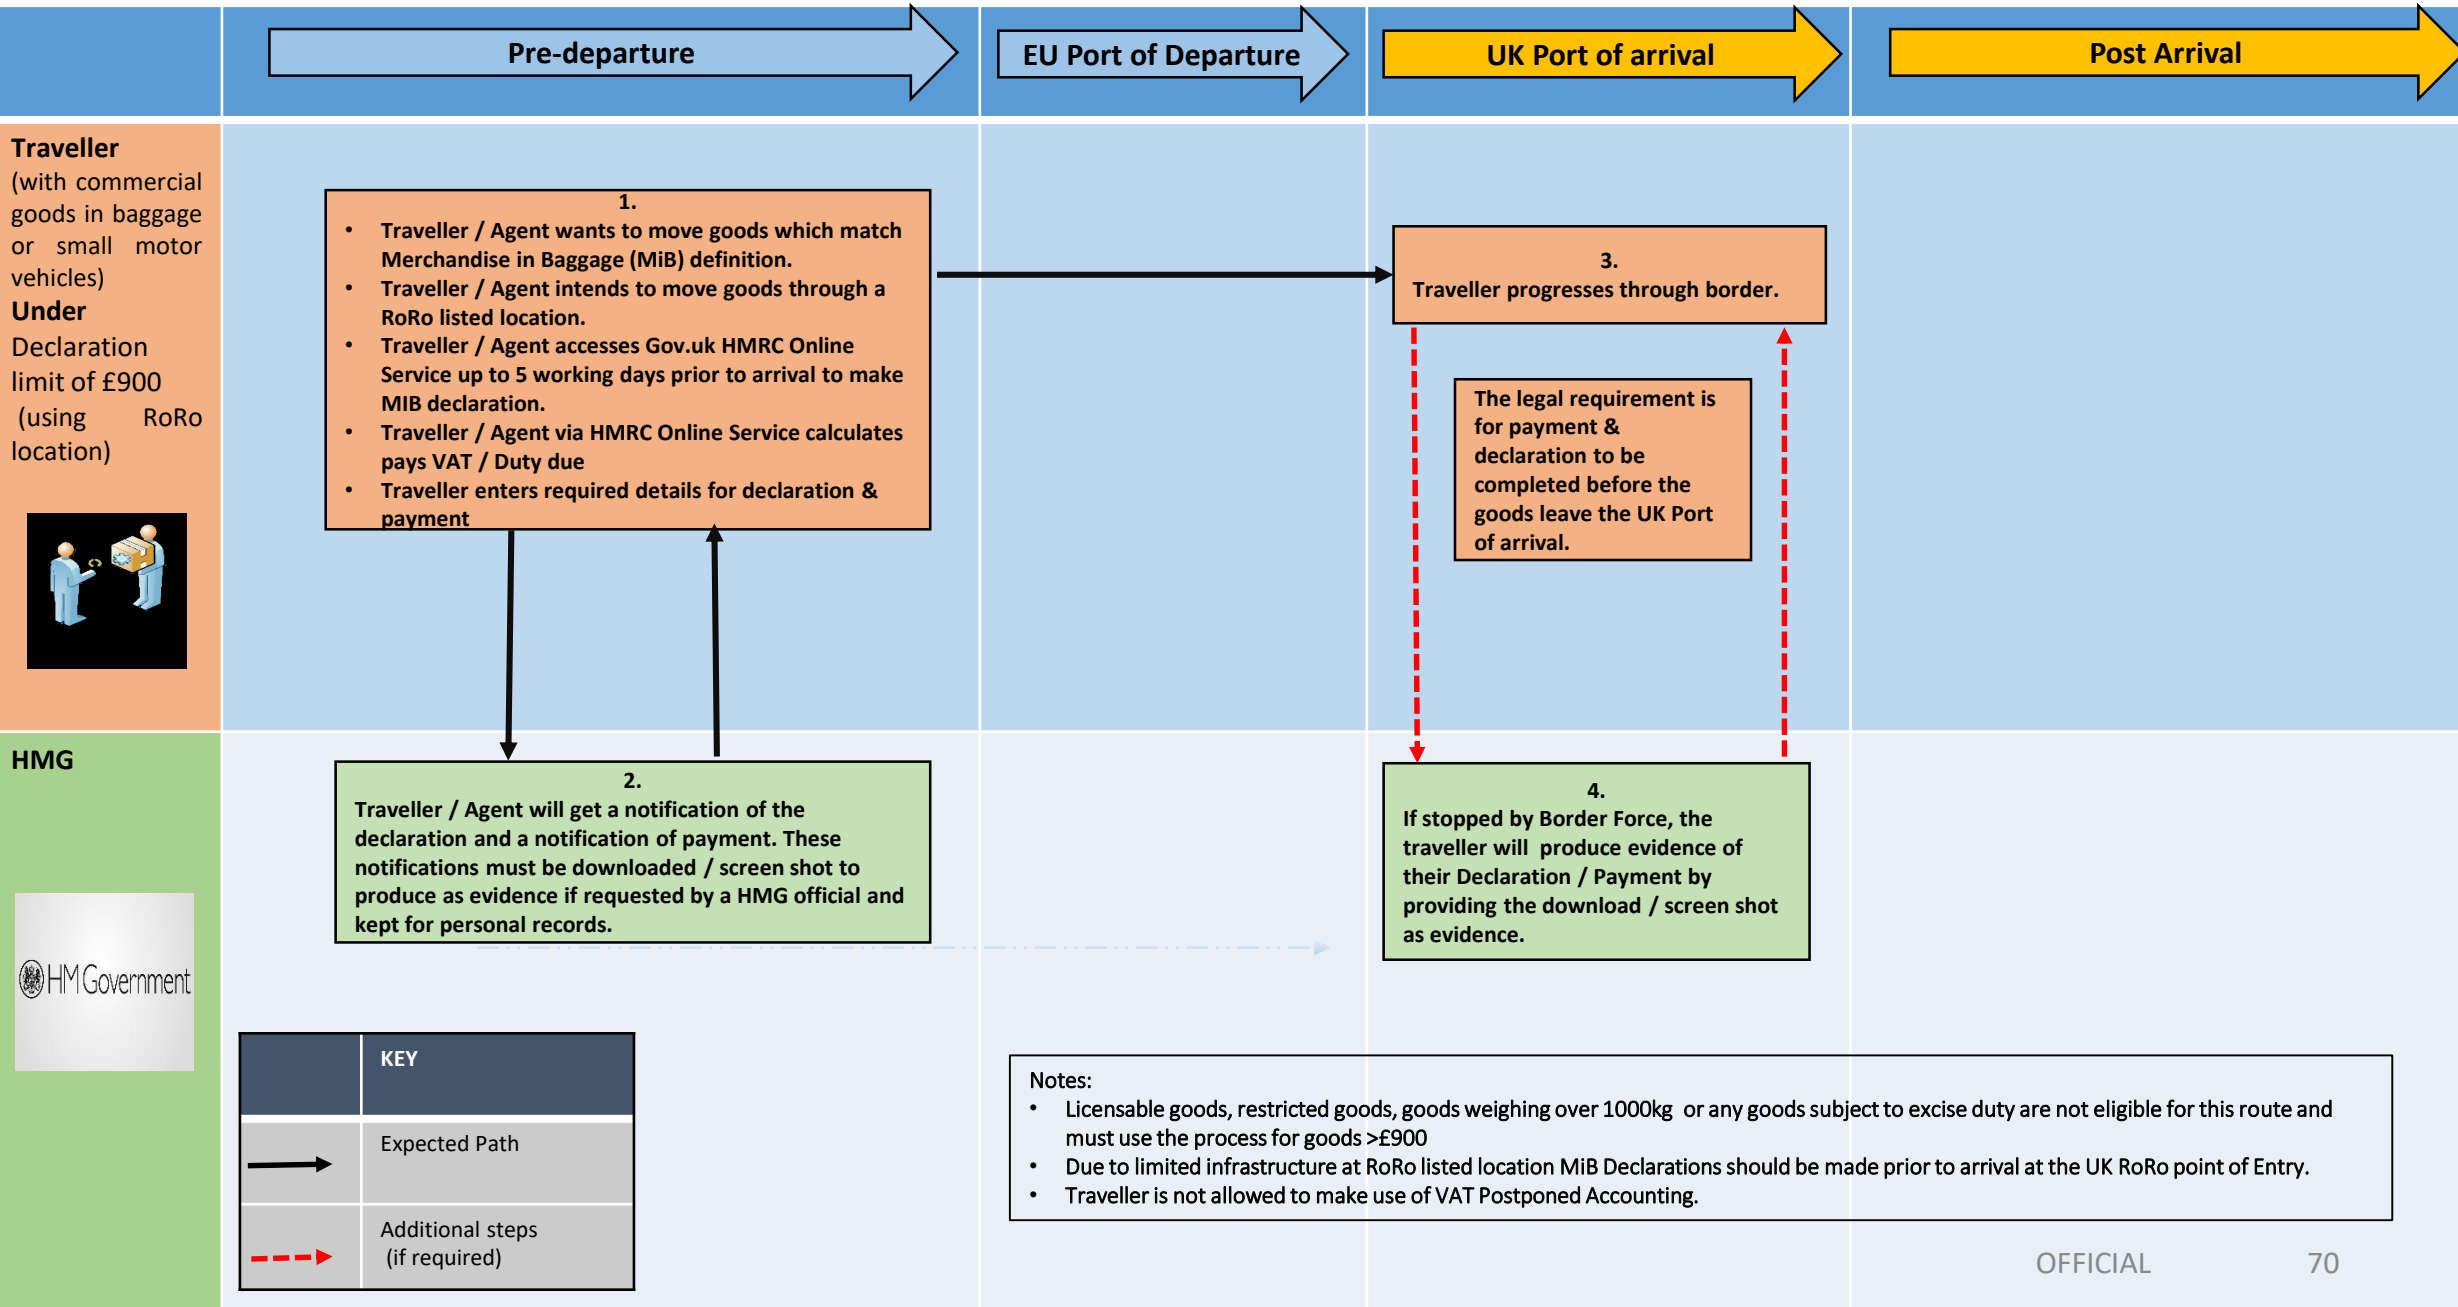 Pre-departure
EU Port of Departure
UK Port of arrival
Post Arrival
Traveller
(with commercial
goods in baggage
or small motor
vehicles)
Under
Declaration
limit of £900
(using RoRo
location)
1.
• Traveller / Agent wants to move goods which match
Merchandise in Baggage (MiB) definition.
• Traveller / Agent intends to move goods through a
RoRo listed location.
• Traveller / Agent accesses Gov.uk HMRC Online
Service up to 5 working days prior to arrival to make
MIB declaration.
• Traveller / Agent via HMRC Online Service calculates
pays VAT / Duty due
• Traveller enters required details for declaration &
payment
3.
Traveller progresses through border.
The legal requirement is
for payment &
declaration to be
completed before the
goods leave the UK Port
of arrival.
HMG
HM Government
2.
Traveller / Agent will get a notification of the
declaration and a notification of payment. These
notifications must be downloaded / screen shot to
produce as evidence if requested by a HMG official and
kept for personal records.
4.
If stopped by Border Force, the
traveller will produce evidence of
their Declaration / Payment by
providing the download / screen shot
as evidence.
KEY
Expected Path
Additional steps
(if required)
Notes:
• Licensable goods, restricted goods, goods weighing over 1000kg or any goods subject to excise duty are not eligible for this route and
must use the process for goods >£900
• Due to limited infrastructure at RoRo listed location MiB Declarations should be made prior to arrival at the UK RoRo point of Entry.
• Traveller is not allowed to make use of VAT Postponed Accounting.
OFFICIAL
70